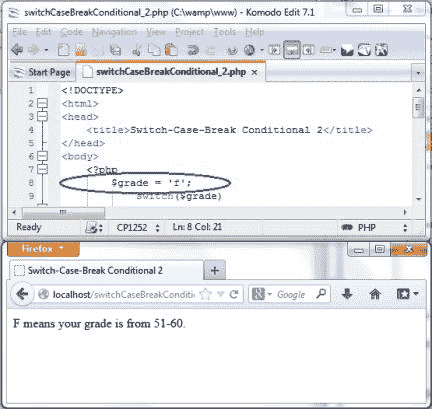 switchCaseBreakConditional_2.php (C:\wamp\www) - Komodo Edit 7.1
File Edit Code Navigation View Preview Project Tools
Start Page switchCaseBreakConditional_2.php x
1 <!DOCTYPE>
2 <html>
3 <head>
4 <title>Switch-Case-Break Conditional 2</title>
5 </head>
6 <body>
7 <?php
8 $grade = 'f';
9 switch($grade)
Ready CP1252 Ln: 8 Col: 21 PHP
Firefox
Switch-Case-Break Conditional 2 +
localhost/switchCaseBreakConditi Google
F means your grade is from 51-60.